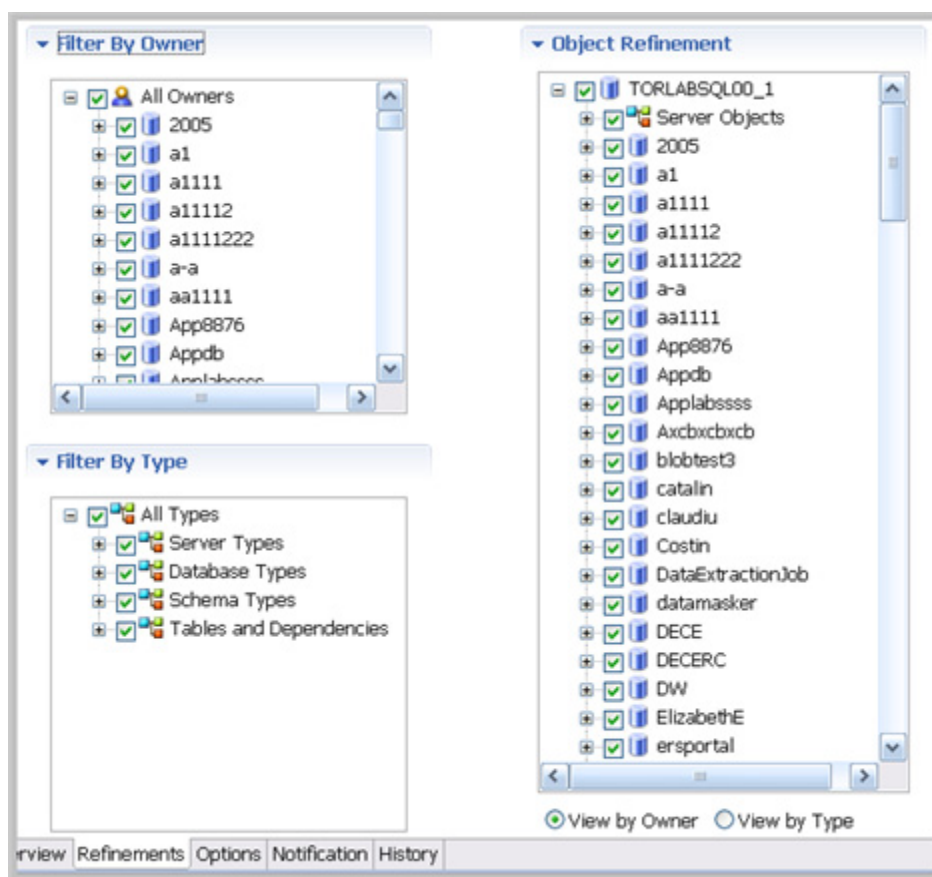 Filter By Owner
All Owners
2005
a1
a1111
a11112
a1111222
a-a
aa1111
App8876
Appdb
Applabssss
Filter By Type
All Types
Server Types
Database Types
Schema Types
Tables and Dependencies
Object Refinement
TORLABSQL00_1
Server Objects
2005
a1
a1111
a11112
a1111222
a-a
aa1111
App8876
Appdb
Applabssss
Axcbxcbxcb
blobtest3
catalin
claudiu
Costin
DataExtractionJob
datamasker
DECE
DECERC
DW
ElizabethE
ersportal
View by Owner View by Type
rview Refinements Options Notification History